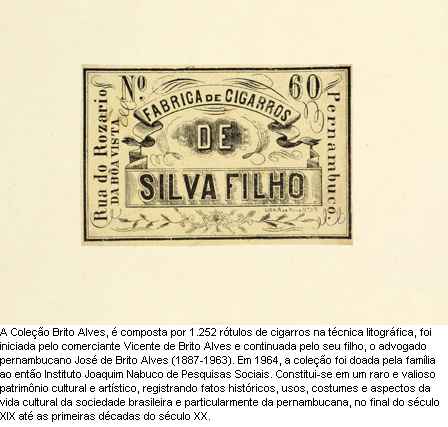 Nº 60
FABRICA DE CIGARROS
DE
SILVA FILHO
Rua do Rozario
DA BOA VISTA
Pernambuco.
A Coleção Brito Alves, é composta por 1.252 rótulos de cigarros na técnica litográfica, foi
iniciada pelo comerciante Vicente de Brito Alves e continuada pelo seu filho, o advogado
pernambucano José de Brito Alves (1887-1963). Em 1964, a coleção foi doada pela família
ao então Instituto Joaquim Nabuco de Pesquisas Sociais. Constitui-se em um raro e valioso
patrimônio cultural e artístico, registrando fatos históricos, usos, costumes e aspectos da
vida cultural da sociedade brasileira e particularmente da pernambucana, no final do século
XIX até as primeiras décadas do século XX.